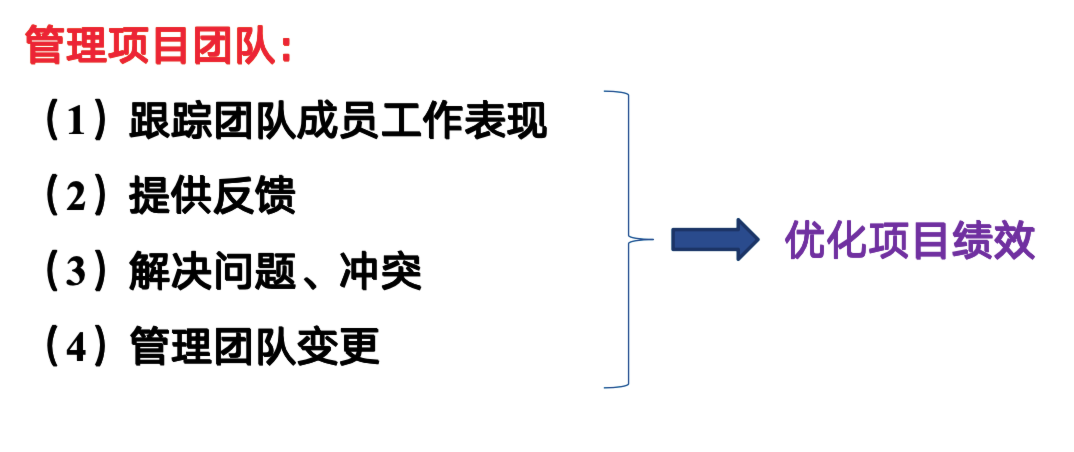 管理项目团队：
（1）跟踪团队成员工作表现
（2）提供反馈
（3）解决问题、冲突
（4）管理团队变更
优化项目绩效